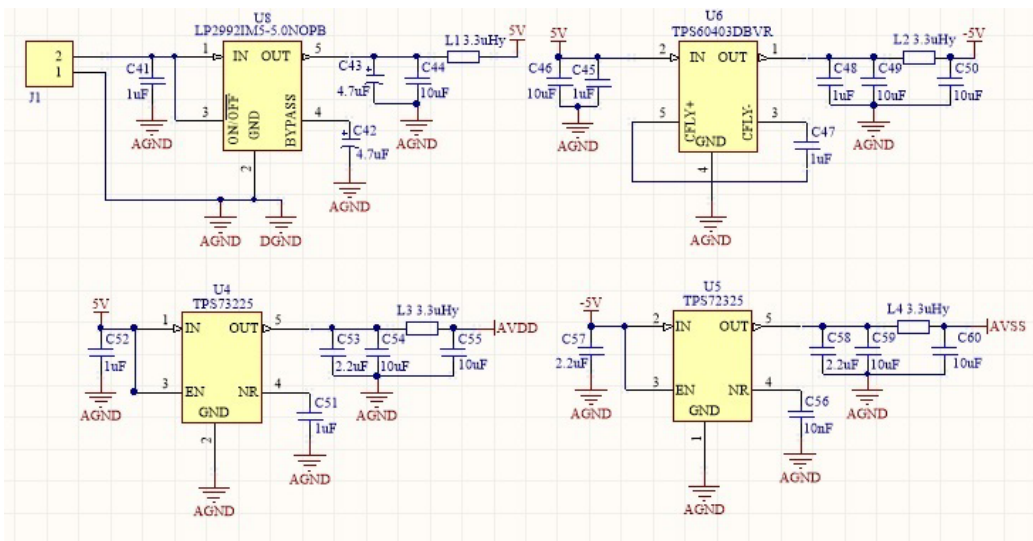 U8
LP2992IM5-5.0NOPB
J1
2
1
C41
1uF
AGND
1
IN
OUT
5
3
ON/OFF
GND
BYPASS
4
2
C43
4.7uF
C44
10uF
L1 3.3uHy
5V
AGND
C42
4.7uF
AGND
AGND
DGND
U6
TPS60403DBVR
5V
C46
10uF
C45
1uF
AGND
2
IN
OUT
1
5
CFLY+
CFLY-
3
GND
4
C47
1uF
AGND
C48
1uF
C49
10uF
L2 3.3uHy
-5V
C50
10uF
AGND
U4
TPS73225
5V
C52
1uF
AGND
1
IN
OUT
5
3
EN
NR
4
GND
2
AGND
C51
1uF
AGND
C53
2.2uF
C54
10uF
L3 3.3uHy
C55
10uF
AVDD
AGND
U5
TPS72325
-5V
C57
2.2uF
AGND
2
IN
OUT
5
3
EN
NR
4
GND
1
AGND
C56
10nF
AGND
C58
2.2uF
C59
10uF
L4 3.3uHy
C60
10uF
AVSS
AGND